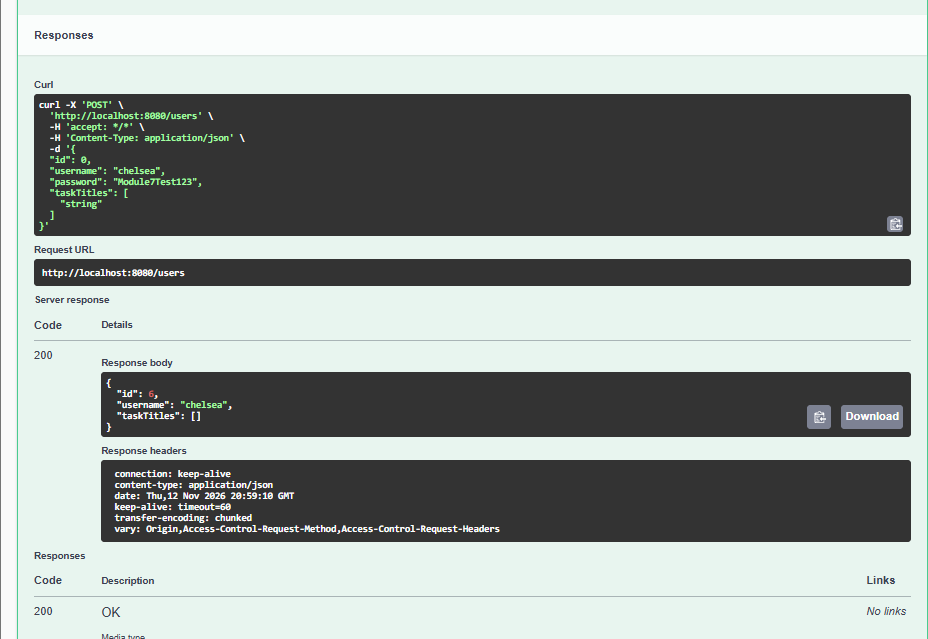 Responses
Curl
curl -X 'POST' \
  'http://localhost:8080/users' \
  -H 'accept: */*' \
  -H 'Content-Type: application/json' \
  -d '{
  "id": 0,
  "username": "chelsea",
  "password": "Module7Test123",
  "taskTitles": [
    "string"
  ]
}'
Request URL
http://localhost:8080/users
Server response
Code Details
200
Response body
{
  "id": 6,
  "username": "chelsea",
  "taskTitles": []
}
Download
Response headers
connection: keep-alive
content-type: application/json
date: Thu,12 Nov 2026 20:59:10 GMT
keep-alive: timeout=60
transfer-encoding: chunked
vary: Origin,Access-Control-Request-Method,Access-Control-Request-Headers
Responses
Code Description Links
200 OK No links
Media type